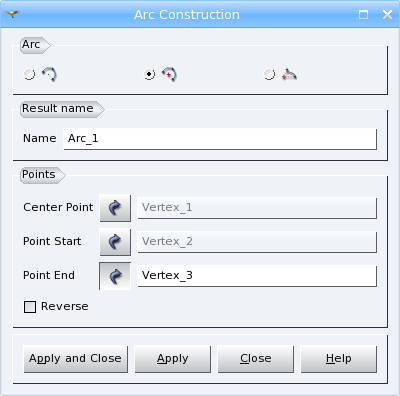 Arc Construction
Arc
Result name
Name Arc_1
Points
Center Point Vertex_1
Point Start Vertex_2
Point End Vertex_3
Reverse
Apply and Close Apply Close Help